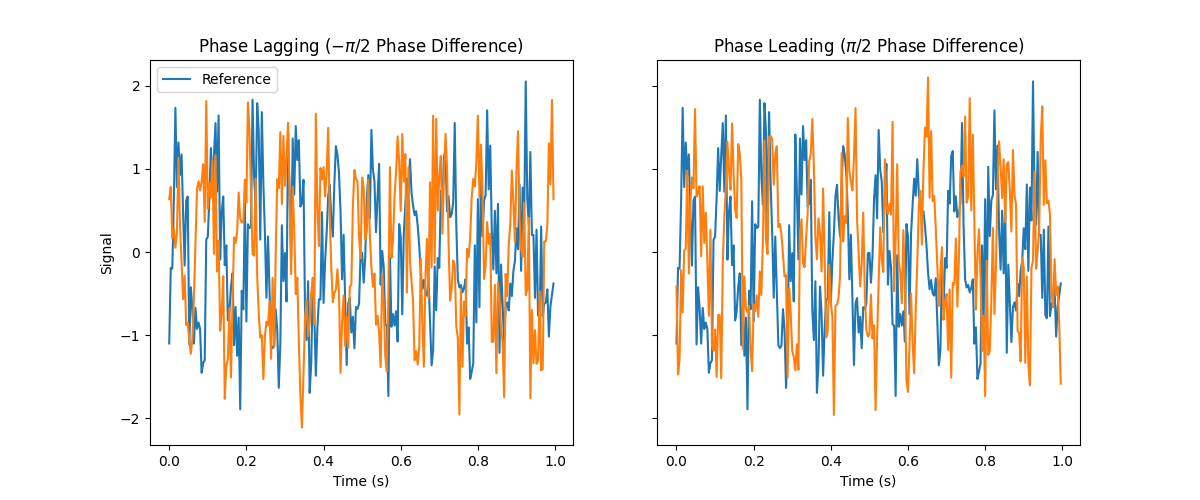 Phase Lagging (−π/2 Phase Difference)
Phase Leading (π/2 Phase Difference)
Reference
Signal
2
1
0
−1
−2
0.0 0.2 0.4 0.6 0.8 1.0
0.0 0.2 0.4 0.6 0.8 1.0
Time (s)
Time (s)